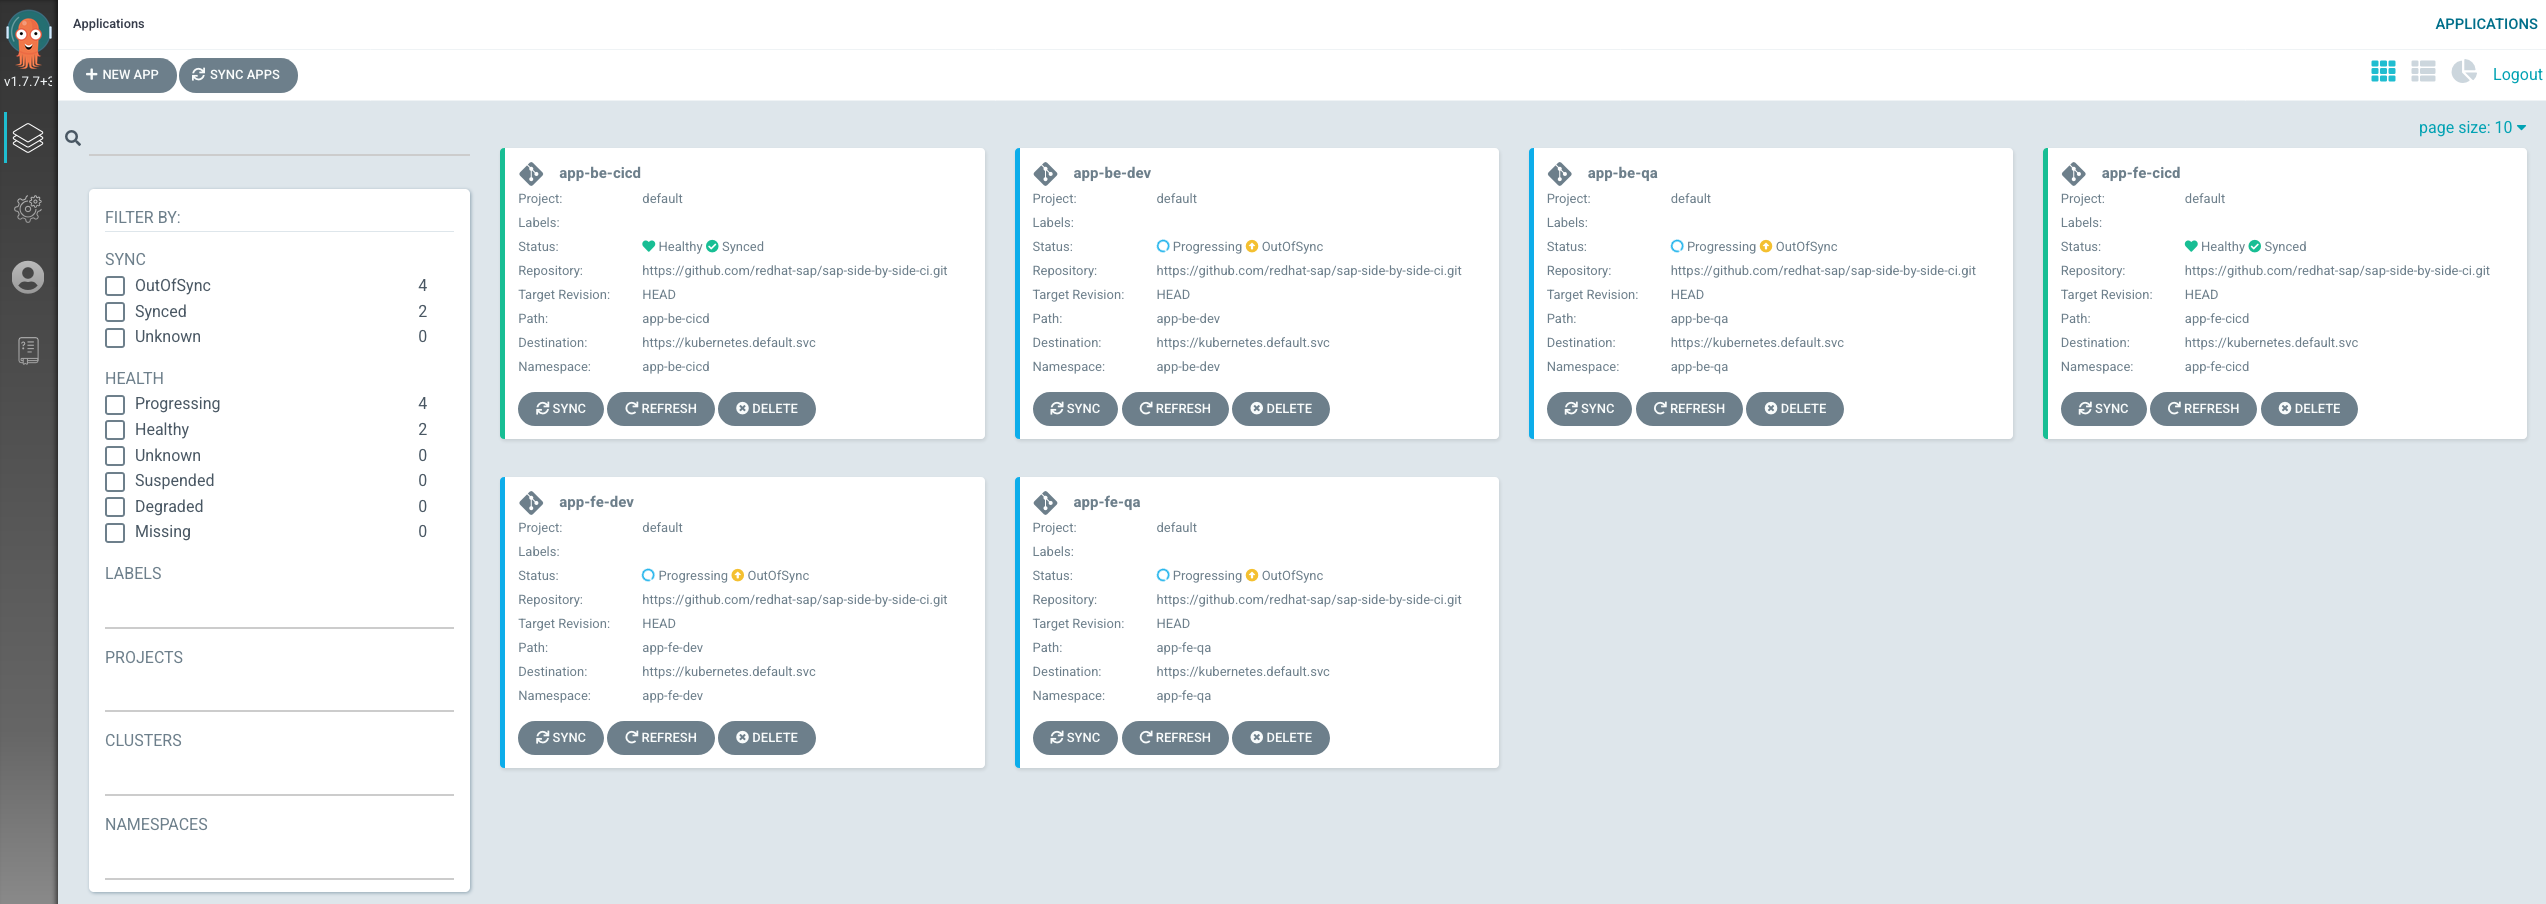 Applications
APPLICATIONS
v1.7.7+3
NEW APP
SYNC APPS
Logout
page size: 10
FILTER BY:
SYNC
OutOfSync 4
Synced 2
Unknown 0
HEALTH
Progressing 4
Healthy 2
Unknown 0
Suspended 0
Degraded 0
Missing 0
LABELS
PROJECTS
CLUSTERS
NAMESPACES
app-be-cicd
Project: default
Labels:
Status: Healthy Synced
Repository: https://github.com/redhat-sap/sap-side-by-side-ci.git
Target Revision: HEAD
Path: app-be-cicd
Destination: https://kubernetes.default.svc
Namespace: app-be-cicd
SYNC REFRESH DELETE
app-be-dev
Project: default
Labels:
Status: Progressing OutOfSync
Repository: https://github.com/redhat-sap/sap-side-by-side-ci.git
Target Revision: HEAD
Path: app-be-dev
Destination: https://kubernetes.default.svc
Namespace: app-be-dev
SYNC REFRESH DELETE
app-be-qa
Project: default
Labels:
Status: Progressing OutOfSync
Repository: https://github.com/redhat-sap/sap-side-by-side-ci.git
Target Revision: HEAD
Path: app-be-qa
Destination: https://kubernetes.default.svc
Namespace: app-be-qa
SYNC REFRESH DELETE
app-fe-cicd
Project: default
Labels:
Status: Healthy Synced
Repository: https://github.com/redhat-sap/sap-side-by-side-ci.git
Target Revision: HEAD
Path: app-fe-cicd
Destination: https://kubernetes.default.svc
Namespace: app-fe-cicd
SYNC REFRESH DELETE
app-fe-dev
Project: default
Labels:
Status: Progressing OutOfSync
Repository: https://github.com/redhat-sap/sap-side-by-side-ci.git
Target Revision: HEAD
Path: app-fe-dev
Destination: https://kubernetes.default.svc
Namespace: app-fe-dev
SYNC REFRESH DELETE
app-fe-qa
Project: default
Labels:
Status: Progressing OutOfSync
Repository: https://github.com/redhat-sap/sap-side-by-side-ci.git
Target Revision: HEAD
Path: app-fe-qa
Destination: https://kubernetes.default.svc
Namespace: app-fe-qa
SYNC REFRESH DELETE